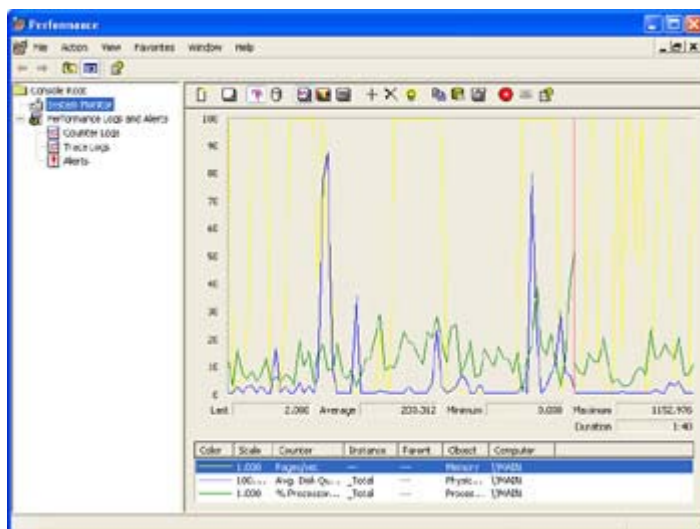 Performance
File Action View Favorites Window Help
Console Root
System Monitor
Performance Logs and Alerts
Counter Logs
Trace Logs
Alerts
100
90
80
70
60
50
40
30
20
10
0
Last 2.000 Average 203.312 Minimum 0.000 Maximum 1152.976
Duration 1:40
Color Scale Counter Instance Parent Object Computer
1.000 Pages/sec --- --- Memory \\MAIN
100... Avg. Disk Qu... _Total --- Physic... \\MAIN
1.000 % Processor... _Total --- Proces... \\MAIN